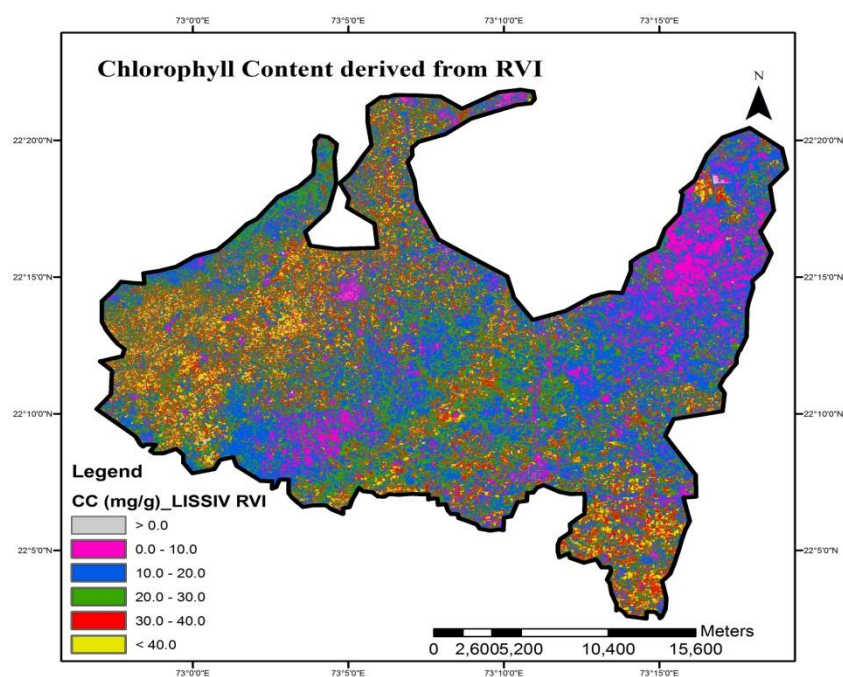 73°0'0"E 73°5'0"E 73°10'0"E 73°15'0"E
Chlorophyll Content derived from RVI
N
22°20'0"N 22°20'0"N
22°15'0"N 22°15'0"N
22°10'0"N 22°10'0"N
Legend
CC (mg/g)_LISSIV RVI
> 0.0
0.0 - 10.0
10.0 - 20.0
22°5'0"N 22°5'0"N
20.0 - 30.0
30.0 - 40.0
< 40.0
Meters
0 2,6005,200 10,400 15,600
73°0'0"E 73°5'0"E 73°10'0"E 73°15'0"E